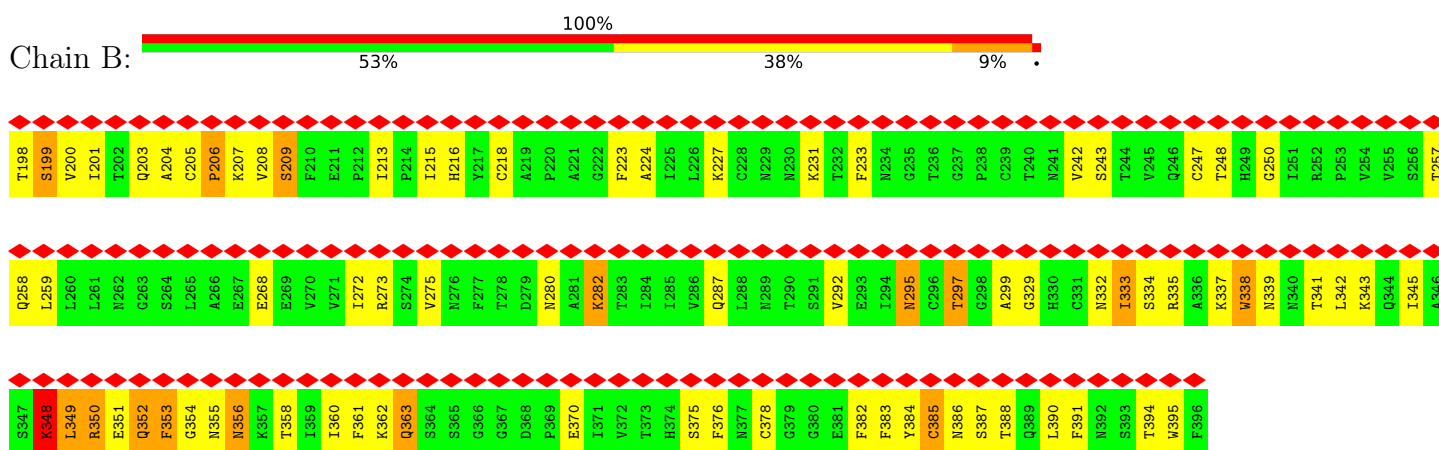 100%
Chain B:
53% 38% 9% •
T198 S199 V200 I201 T202 Q203 A204 C205 P206 K207 V208 S209 F210 E211 P212 I213 P214 I215 H216 Y217 C218 A219 P220 A221 G222 F223 A224 I225 L226 K227 C228 N229 N230 K231 T232 F233 N234 G235 T236 G237 P238 C239 T240 N241 V242 S243 T244 V245 Q246 C247 T248 H249 G250 I251 R252 P253 V254 V255 S256 T257
Q258 L259 L260 L261 N262 G263 S264 L265 A266 E267 E268 E269 V270 V271 I272 R273 S274 V275 N276 F277 T278 D279 N280 A281 K282 T283 I284 I285 V286 Q287 L288 N289 T290 S291 V292 E293 I294 N295 C296 T297 G298 A299 G329 H330 C331 N332 I333 S334 R335 A336 K337 W338 N339 N340 T341 L342 K343 Q344 I345 A346
S347 K348 L349 R350 E351 Q352 F353 G354 N355 N356 K357 T358 I359 I360 F361 K362 Q363 S364 S365 G366 G367 D368 P369 E370 I371 V372 T373 H374 S375 F376 N377 C378 G379 G380 E381 F382 F383 Y384 C385 N386 S387 T388 Q389 L390 F391 N392 S393 T394 W395 F396